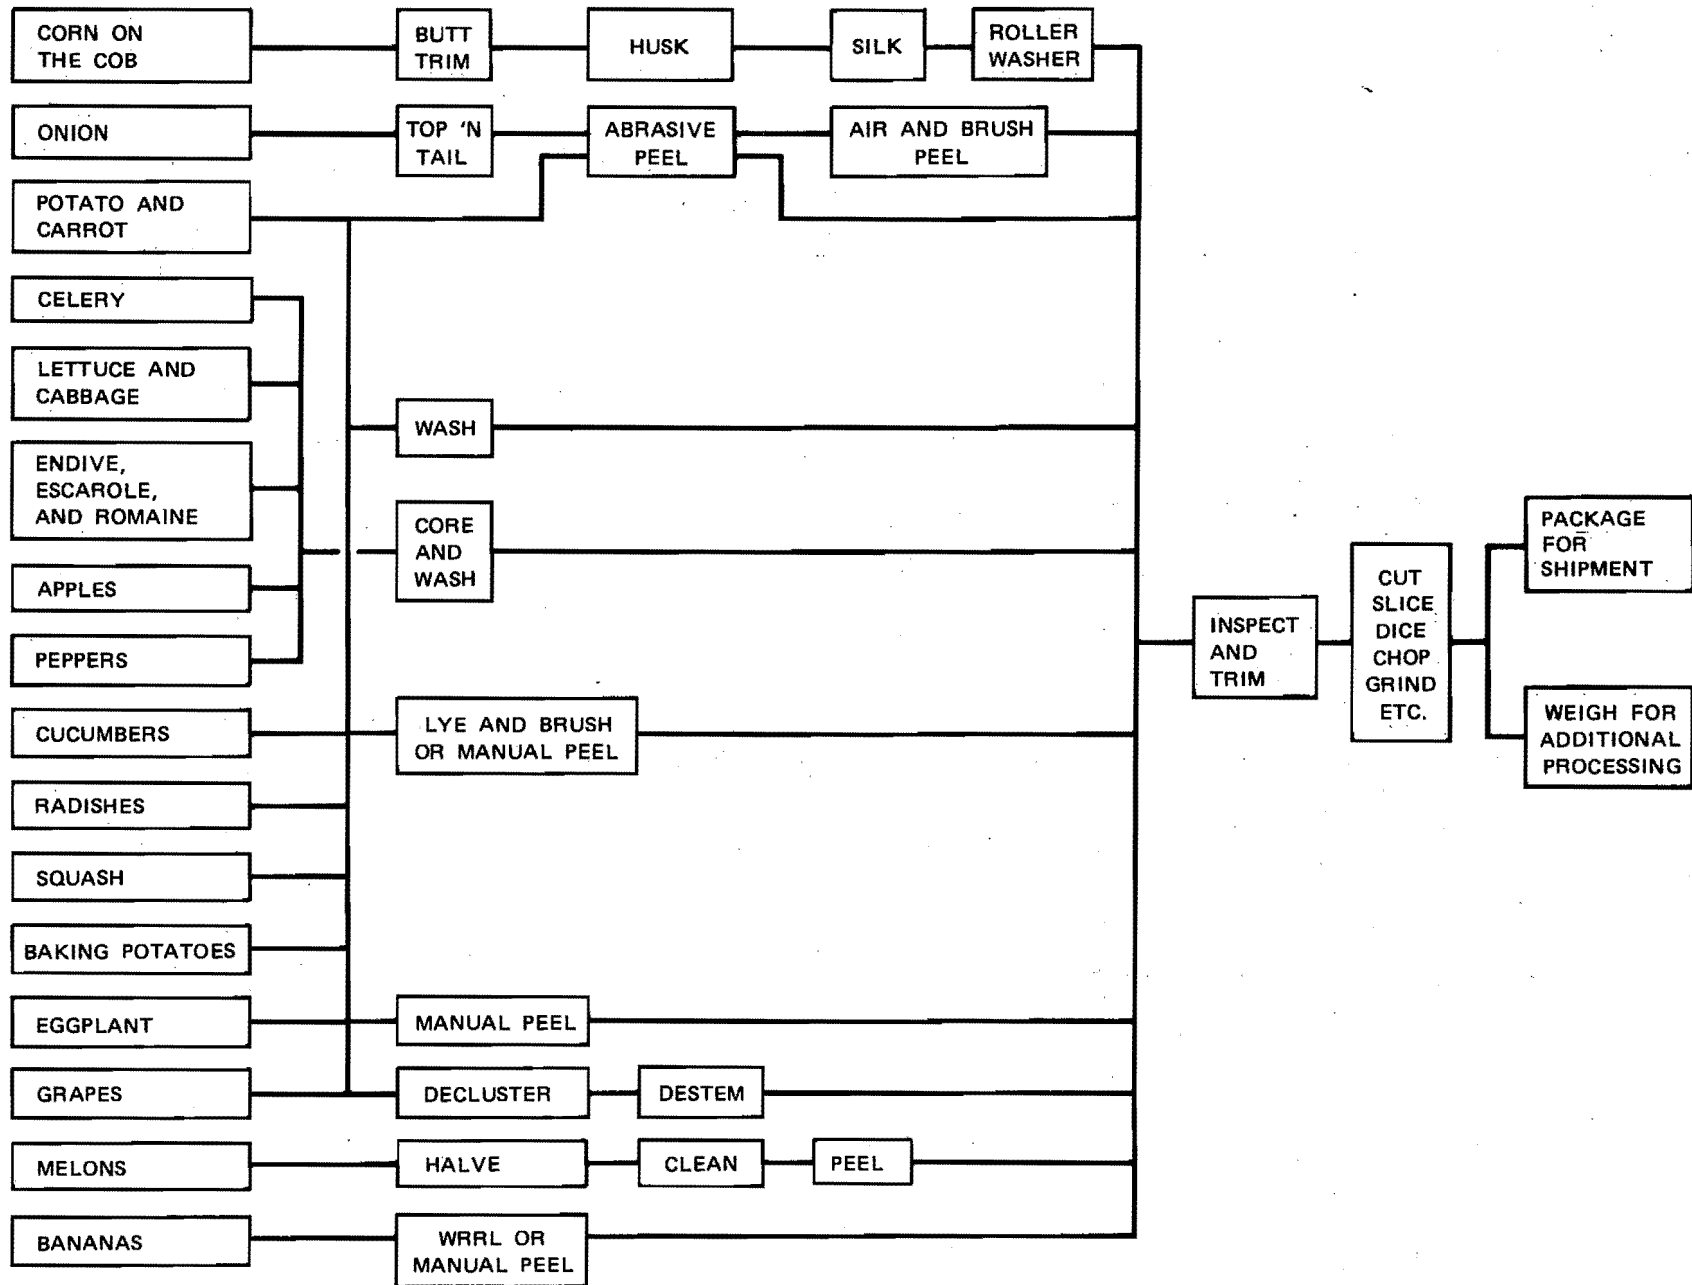 CORN ON
THE COB
BUTT
TRIM
HUSK
SILK
ROLLER
WASHER
ONION
TOP 'N
TAIL
ABRASIVE
PEEL
AIR AND BRUSH
PEEL
POTATO AND
CARROT
CELERY
LETTUCE AND
CABBAGE
WASH
ENDIVE,
ESCAROLE,
AND ROMAINE
CORE
AND
WASH
APPLES
PEPPERS
CUCUMBERS
LYE AND BRUSH
OR MANUAL PEEL
RADISHES
SQUASH
BAKING POTATOES
EGGPLANT
MANUAL PEEL
GRAPES
DECLUSTER
DESTEM
MELONS
HALVE
CLEAN
PEEL
BANANAS
WRRL OR
MANUAL PEEL
INSPECT
AND
TRIM
CUT
SLICE
DICE
CHOP
GRIND
ETC.
PACKAGE
FOR
SHIPMENT
WEIGH FOR
ADDITIONAL
PROCESSING